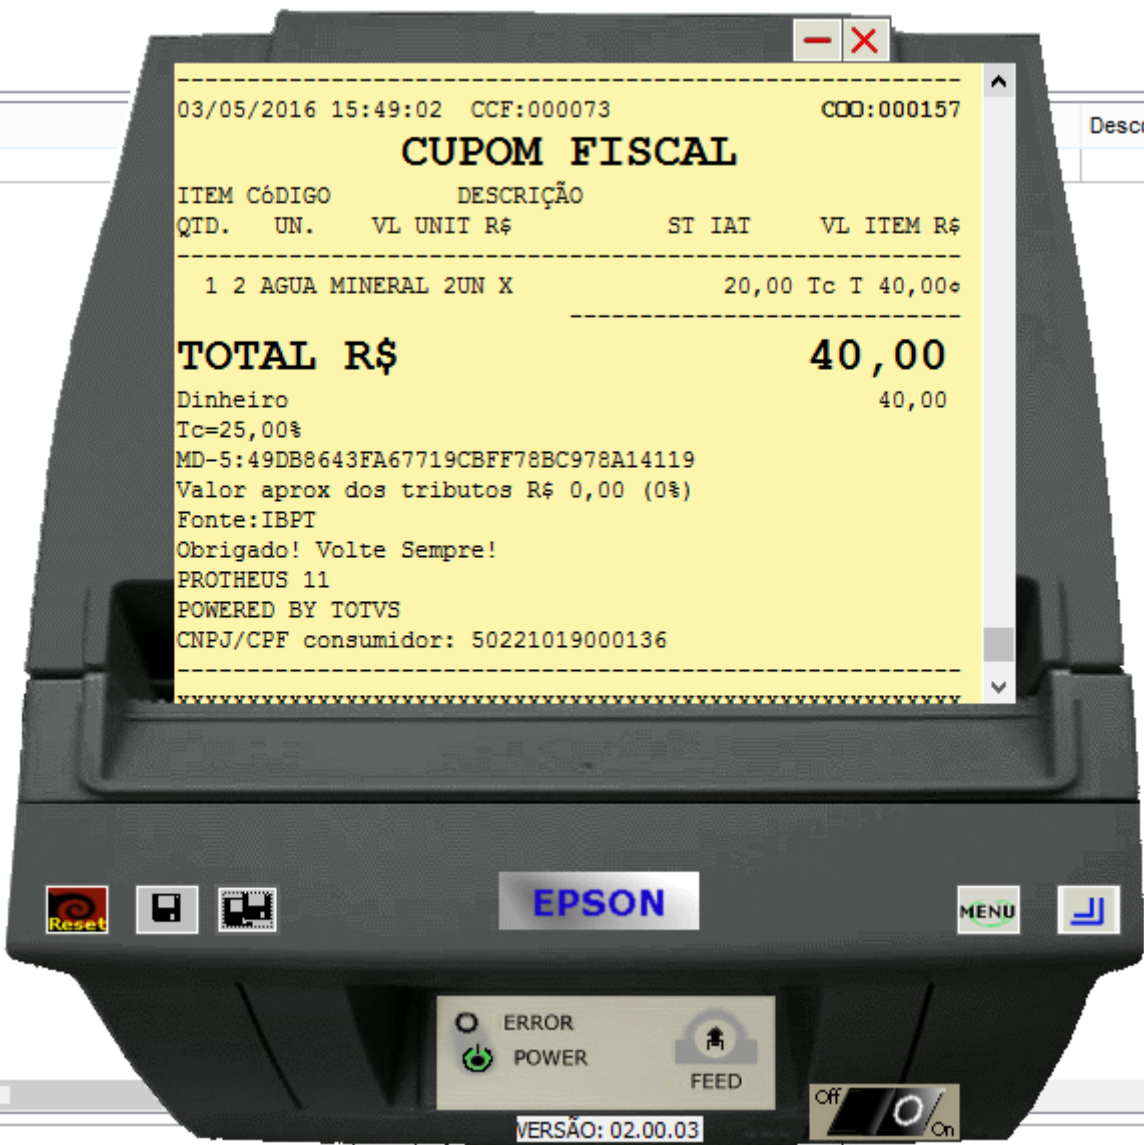 ------------------------------------------------------------
03/05/2016 15:49:02 CCF:000073 COO:000157
CUPOM FISCAL
ITEM CóDIGO DESCRIÇÃO
QTD. UN. VL UNIT R$ ST IAT VL ITEM R$
------------------------------------------------------------
1 2 AGUA MINERAL 2UN X 20,00 Tc T 40,00¢
----------------------------
TOTAL R$ 40,00
Dinheiro 40,00
Tc=25,00%
MD-5:49DB8643FA67719CBFF78BC978A14119
Valor aprox dos tributos R$ 0,00 (0%)
Fonte:IBPT
Obrigado! Volte Sempre!
PROTHEUS 11
POWERED BY TOTVS
CNPJ/CPF consumidor: 50221019000136
------------------------------------------------------------
Desc
Reset
EPSON
MENU
ERROR
POWER
FEED
Off
On
VERSÃO: 02.00.03